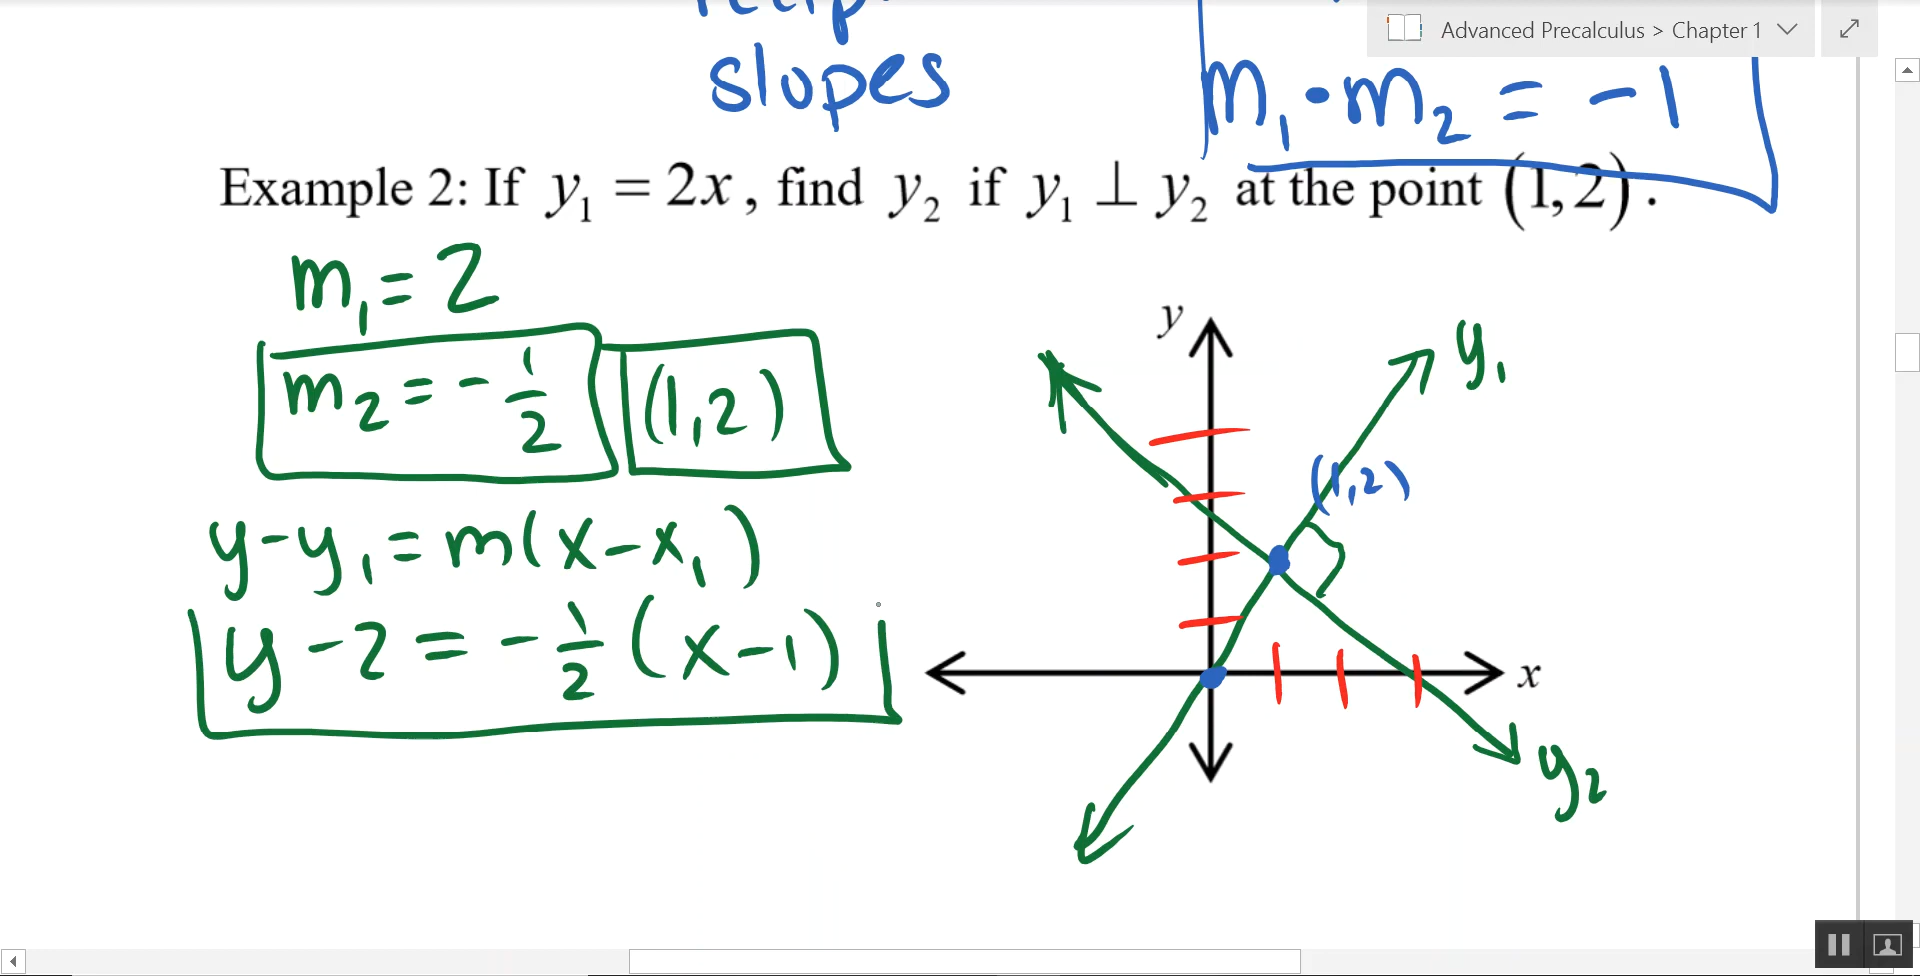 Advanced Precalculus > Chapter 1
recip
slopes
m₁ • m₂ = -1
Example 2: If y₁ = 2x, find y₂ if y₁ ⊥ y₂ at the point (1,2).
m₁ = 2
m₂ = -1/2 (1,2)
y - y₁ = m(x - x₁)
y - 2 = -1/2 (x - 1)
y
y₁
(1,2)
x
y₂